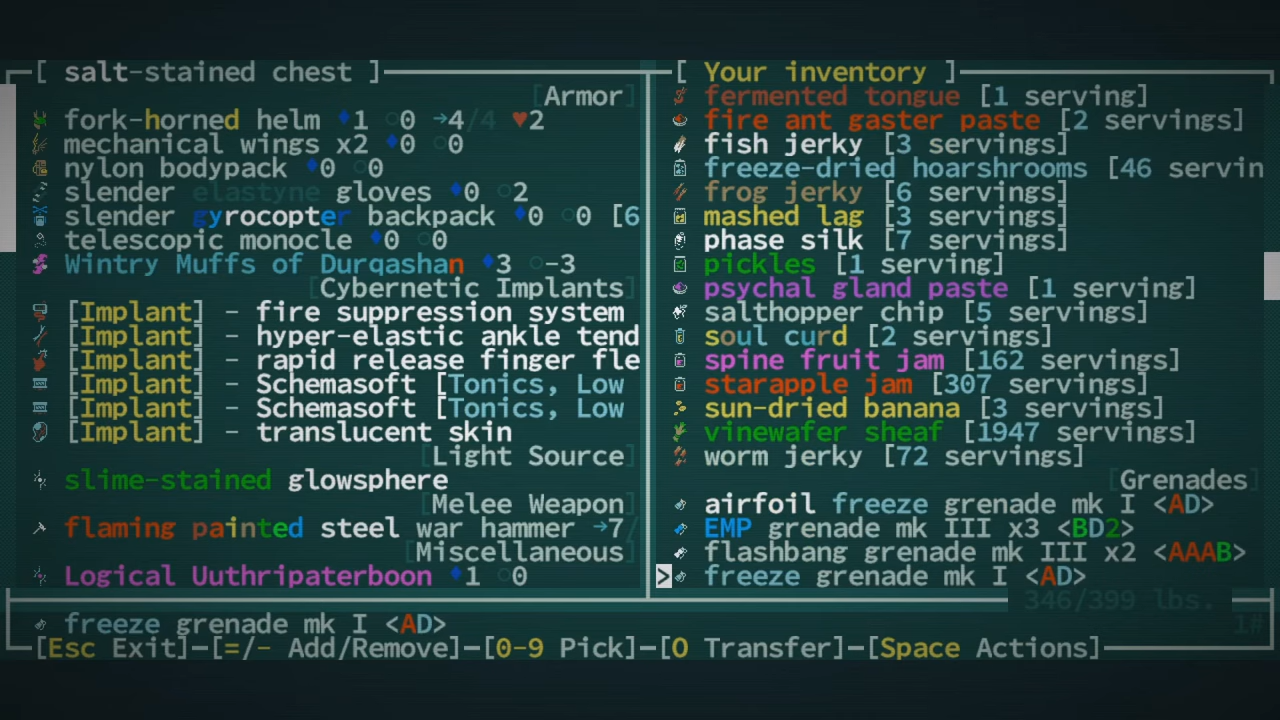 [ salt-stained chest ]
[Armor]
fork-horned helm ♦1 ○0 →4/4 ♥2
mechanical wings x2 ♦0 ○0
nylon bodypack ♦0 ○0
slender elastyne gloves ♦0 ○2
slender gyrocopter backpack ♦0 ○0 [6
telescopic monocle ♦0 ○0
Wintry Muffs of Durqashan ♦3 ○-3
[Cybernetic Implants]
[Implant] - fire suppression system
[Implant] - hyper-elastic ankle tend
[Implant] - rapid release finger fle
[Implant] - Schemasoft [Tonics, Low
[Implant] - Schemasoft [Tonics, Low
[Implant] - translucent skin
[Light Source]
slime-stained glowsphere
[Melee Weapon]
flaming painted steel war hammer →7/
[Miscellaneous]
Logical Uuthripaterboon ♦1 ○0
[ Your inventory ]
fermented tongue [1 serving]
fire ant gaster paste [2 servings]
fish jerky [3 servings]
freeze-dried hoarshrooms [46 servin
frog jerky [6 servings]
mashed lag [3 servings]
phase silk [7 servings]
pickles [1 serving]
psychal gland paste [1 serving]
salthopper chip [5 servings]
soul curd [2 servings]
spine fruit jam [162 servings]
starapple jam [307 servings]
sun-dried banana [3 servings]
vinewafer sheaf [1947 servings]
worm jerky [72 servings]
[Grenades]
airfoil freeze grenade mk I <AD>
EMP grenade mk III x3 <BD2>
flashbang grenade mk III x2 <AAAB>
> freeze grenade mk I <AD>
346/399 lbs.
freeze grenade mk I <AD>
1#
[Esc Exit]-[=/- Add/Remove]-[0-9 Pick]-[O Transfer]-[Space Actions]